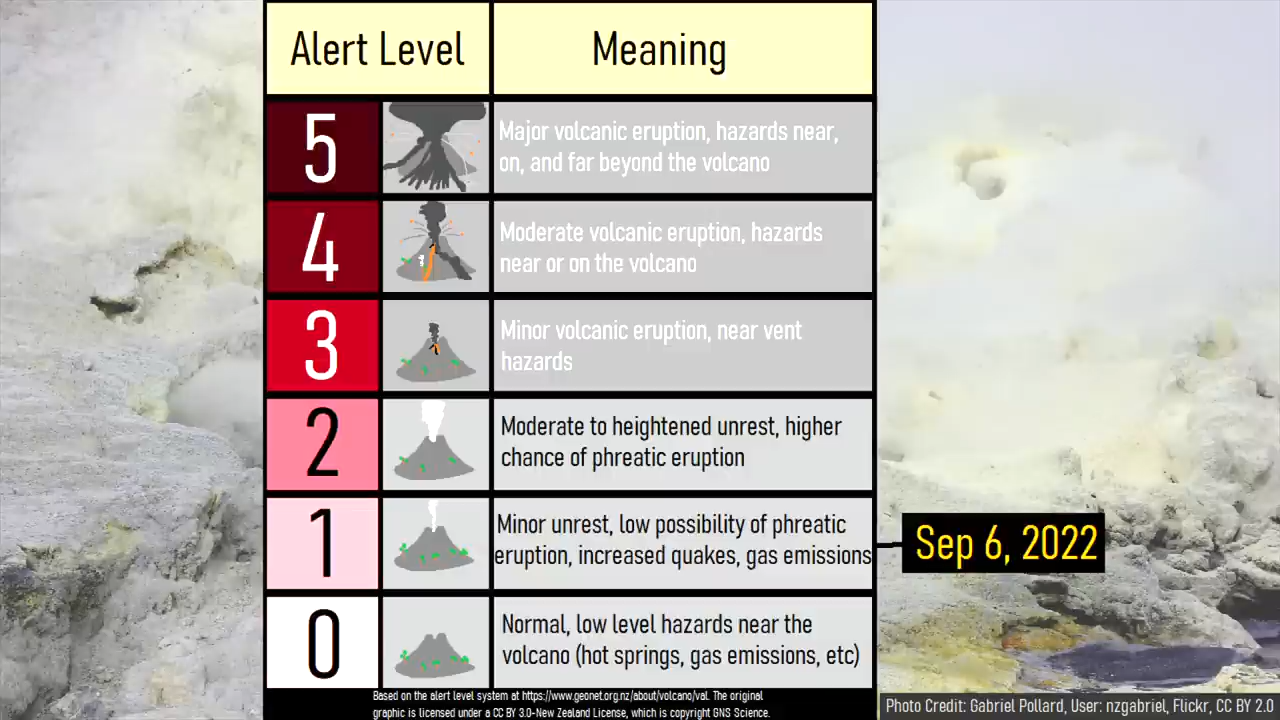 Alert Level Meaning
5 Major volcanic eruption, hazards near,
on, and far beyond the volcano
4 Moderate volcanic eruption, hazards
near or on the volcano
3 Minor volcanic eruption, near vent
hazards
2 Moderate to heightened unrest, higher
chance of phreatic eruption
1 Minor unrest, low possibility of phreatic
eruption, increased quakes, gas emissions
Sep 6, 2022
0 Normal, low level hazards near the
volcano (hot springs, gas emissions, etc)
Based on the alert level system at https://www.geonet.org.nz/about/volcano/val. The original
graphic is licensed under a CC BY 3.0-New Zealand License, which is copyright GNS Science.
Photo Credit: Gabriel Pollard, User: nzgabriel, Flickr, CC BY 2.0